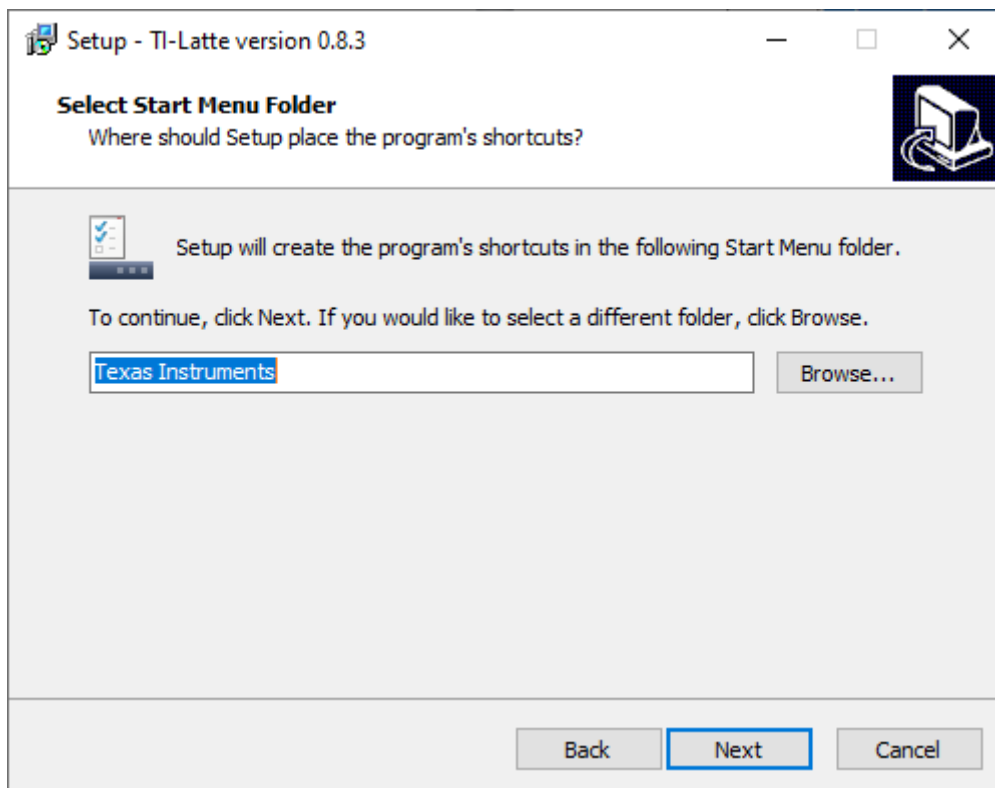 Setup - TI-Latte version 0.8.3
Select Start Menu Folder
Where should Setup place the program's shortcuts?
Setup will create the program's shortcuts in the following Start Menu folder.
To continue, click Next. If you would like to select a different folder, click Browse.
Texas Instruments
Browse...
Back
Next
Cancel